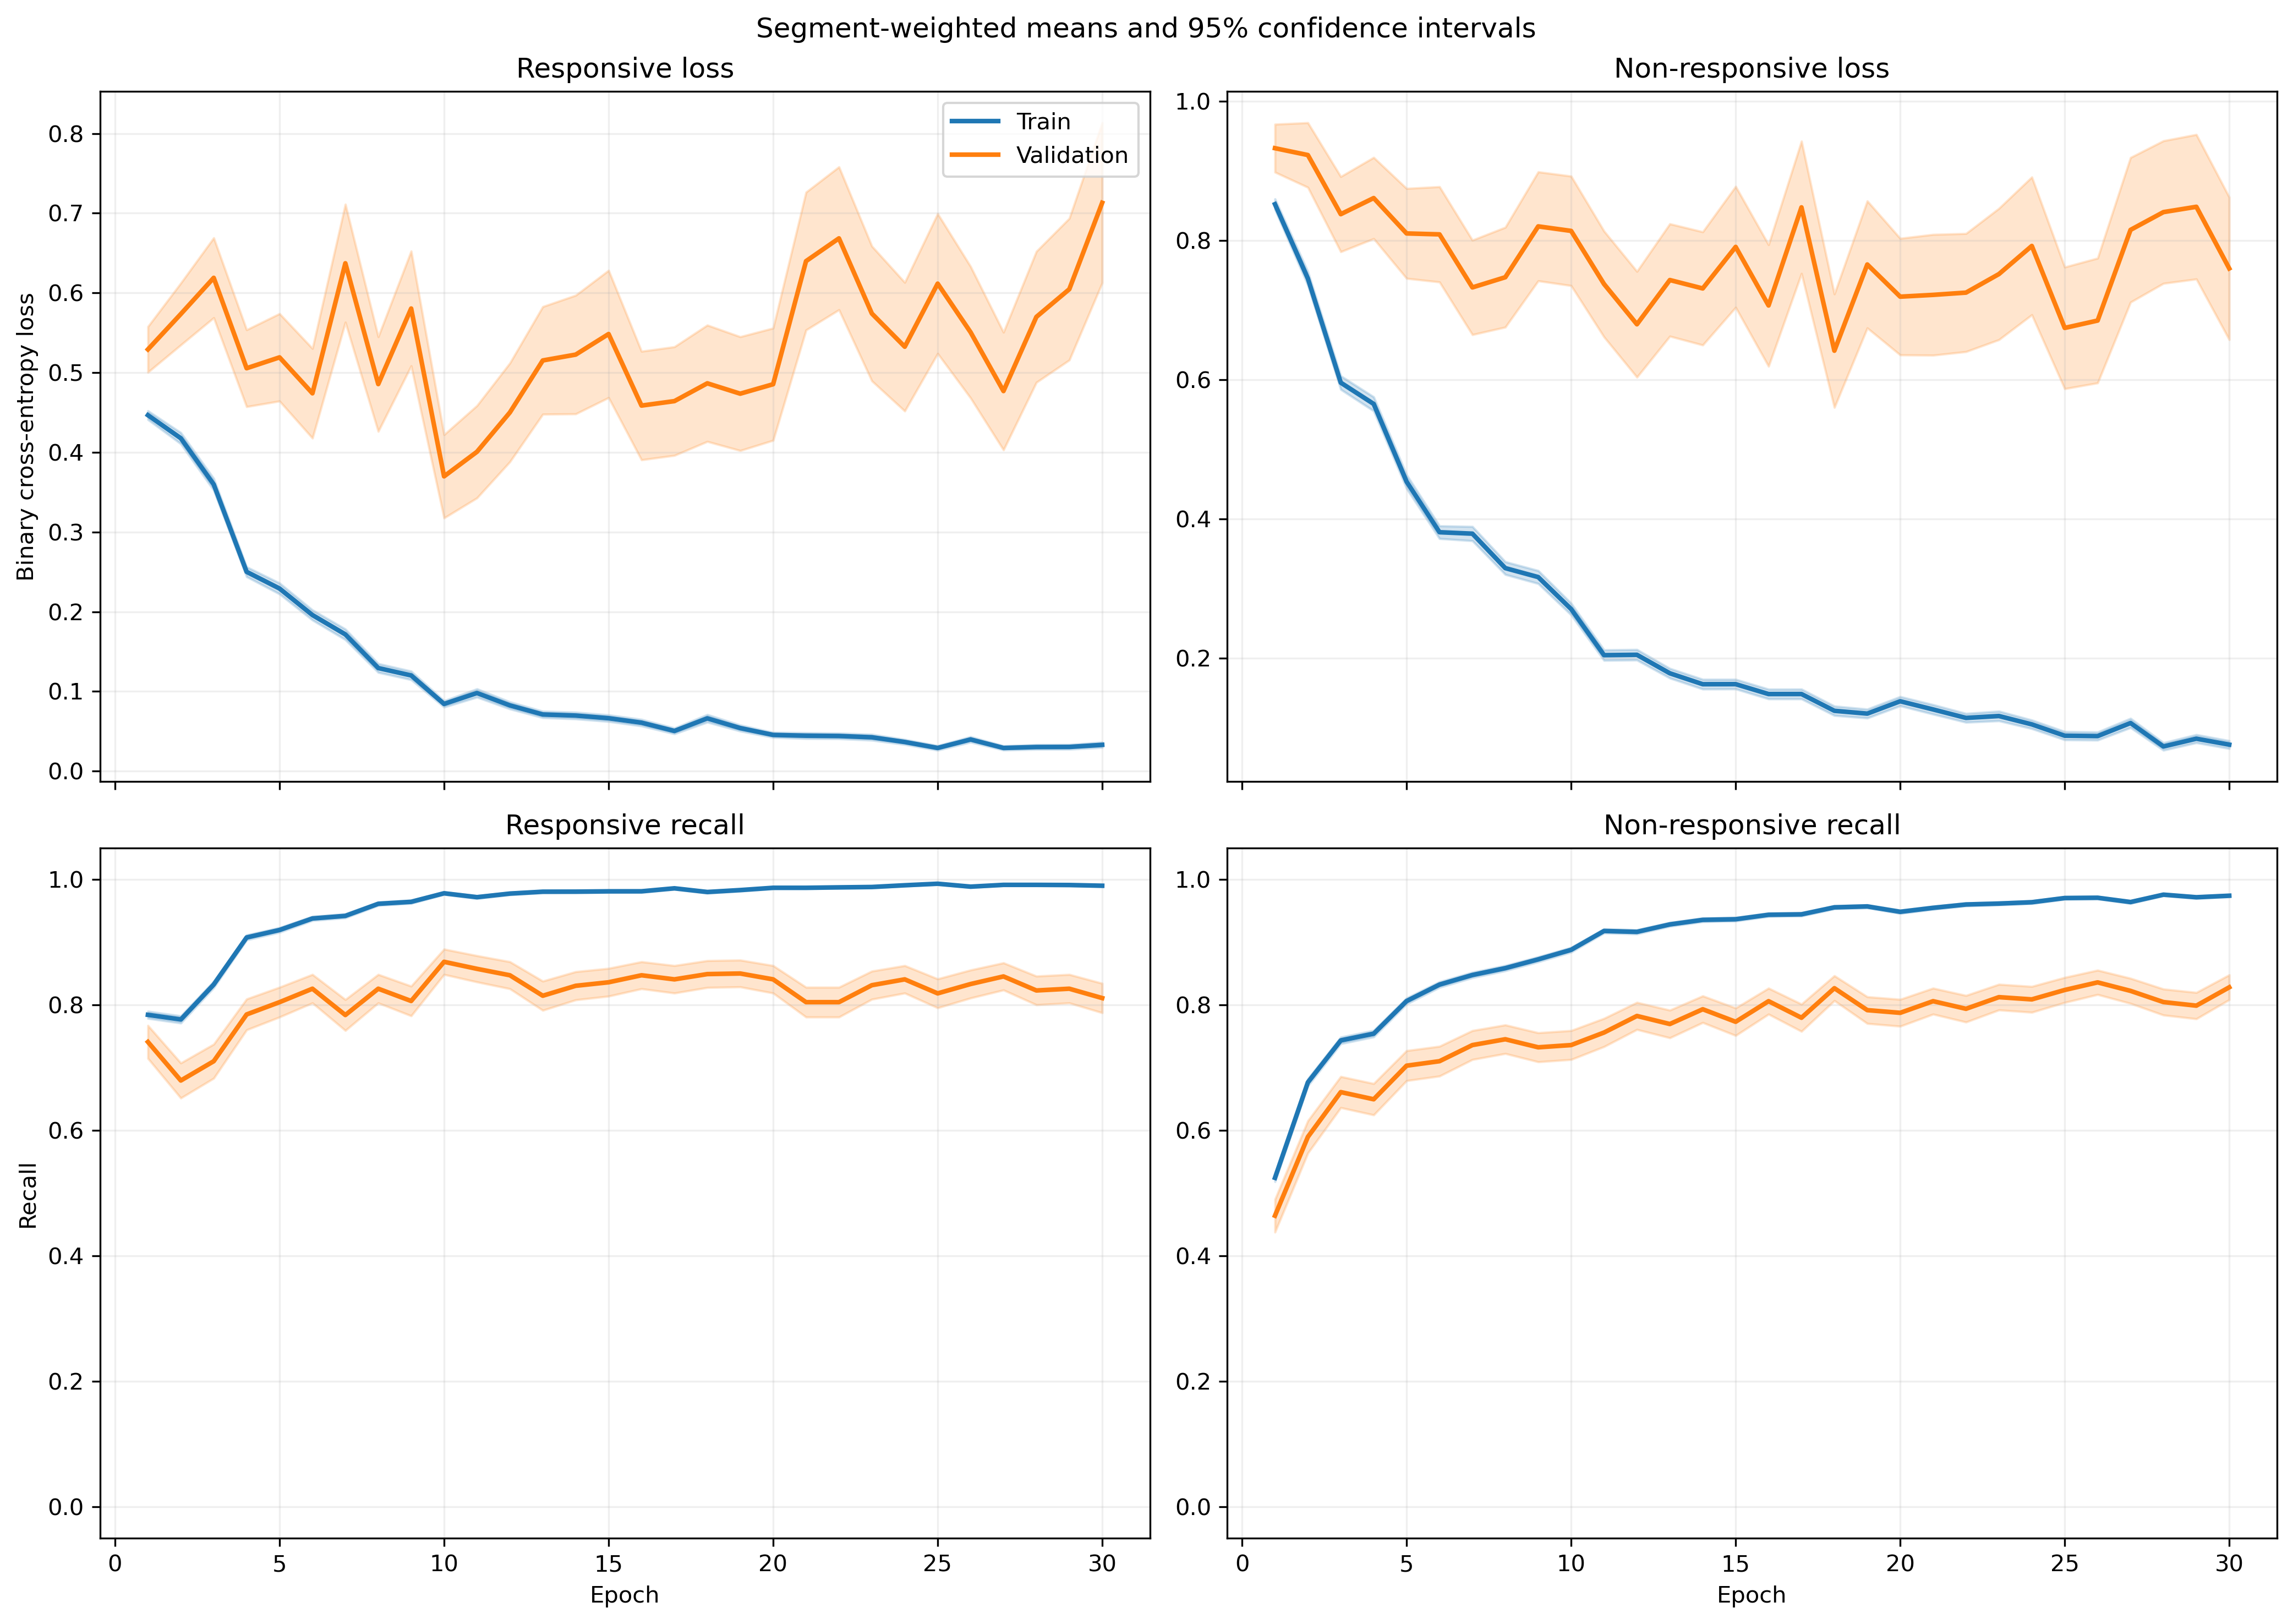 Segment-weighted means and 95% confidence intervals
Responsive loss
Non-responsive loss
Binary cross-entropy loss
0.8
0.7
0.6
0.5
0.4
0.3
0.2
0.1
0.0
Train
Validation
1.0
0.8
0.6
0.4
0.2
Responsive recall
Non-responsive recall
Recall
1.0
0.8
0.6
0.4
0.2
0.0
0 5 10 15 20 25 30
Epoch
1.0
0.8
0.6
0.4
0.2
0.0
0 5 10 15 20 25 30
Epoch